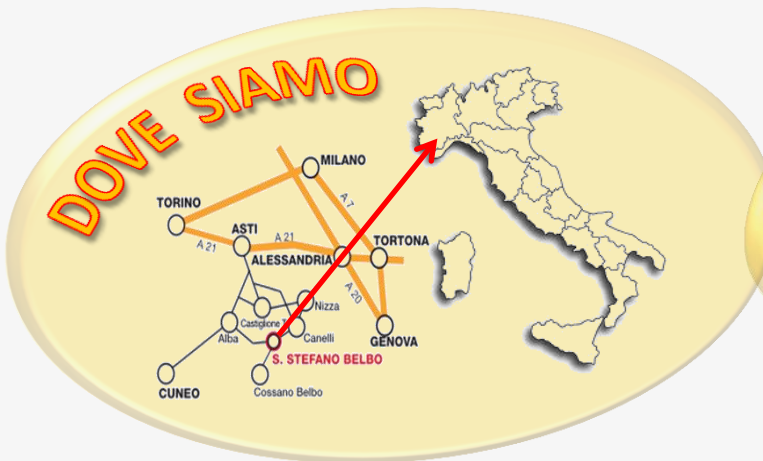 DOVE SIAMO
MILANO
A 7
TORINO
ASTI
A 21
A 21
TORTONA
ALESSANDRIA
A 20
Nizza
Castiglione T.
Alba
Canelli
GENOVA
S. STEFANO BELBO
CUNEO
Cossano Belbo